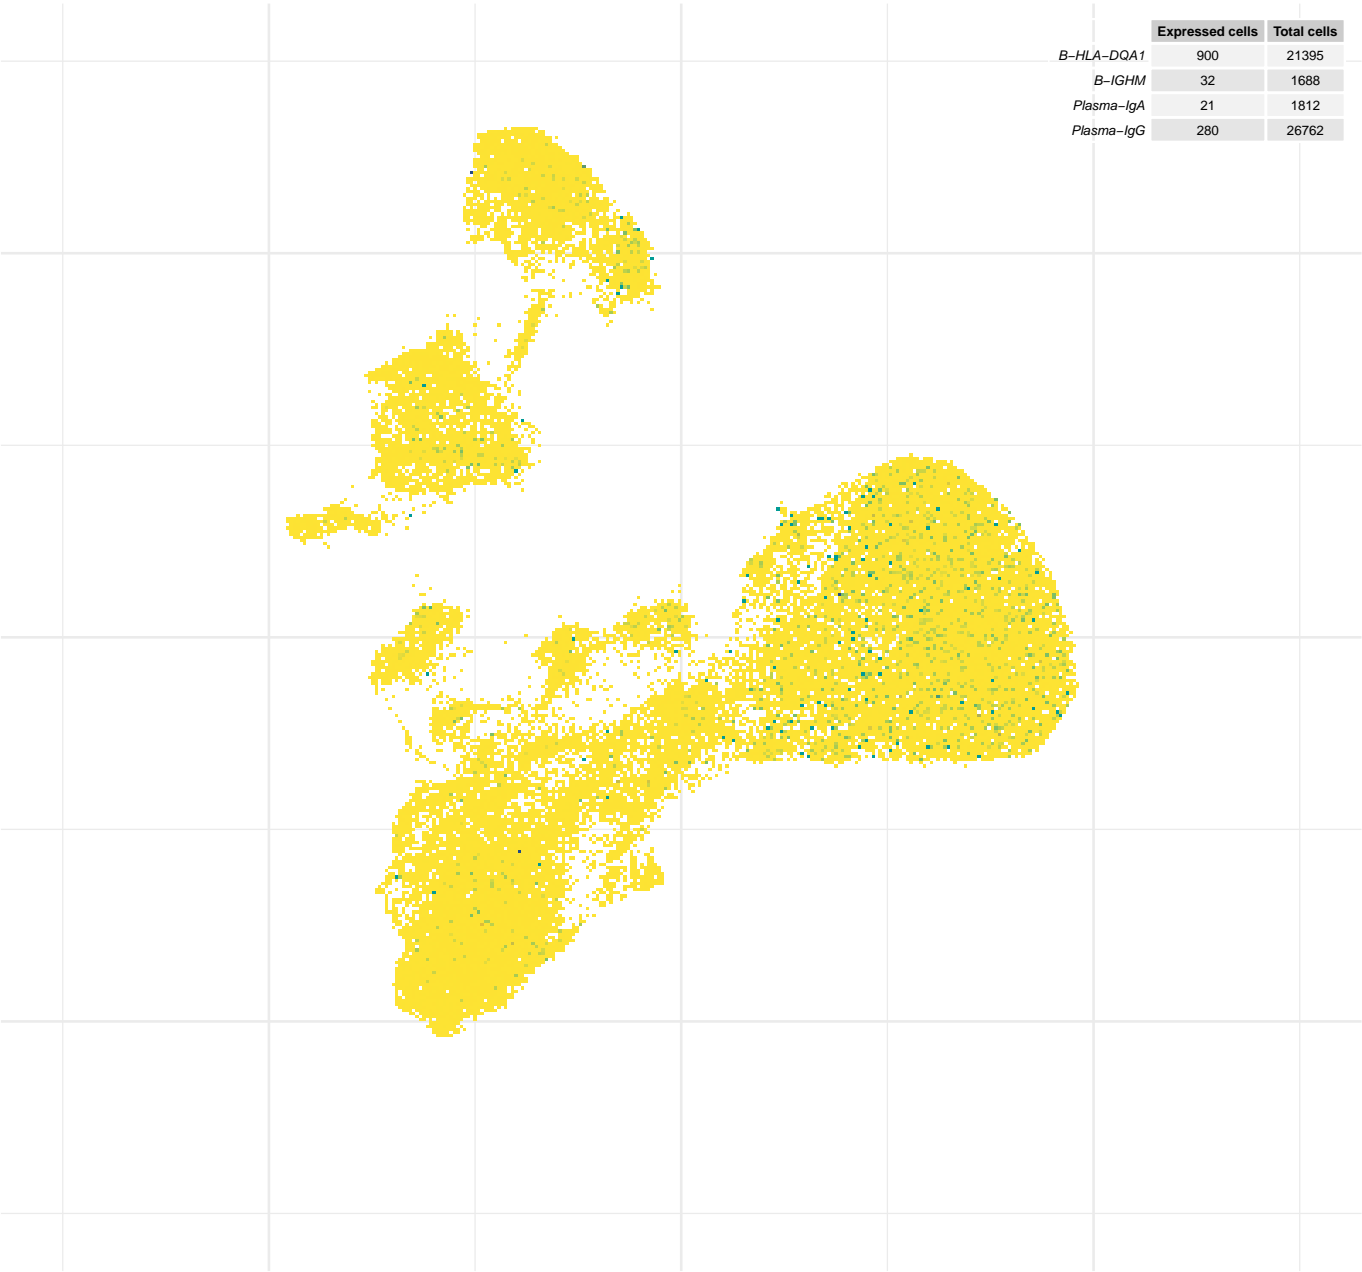 Expressed cells Total cells
B−HLA−DQA1 900 21395
B−IGHM 32 1688
Plasma−IgA 21 1812
Plasma−IgG 280 26762